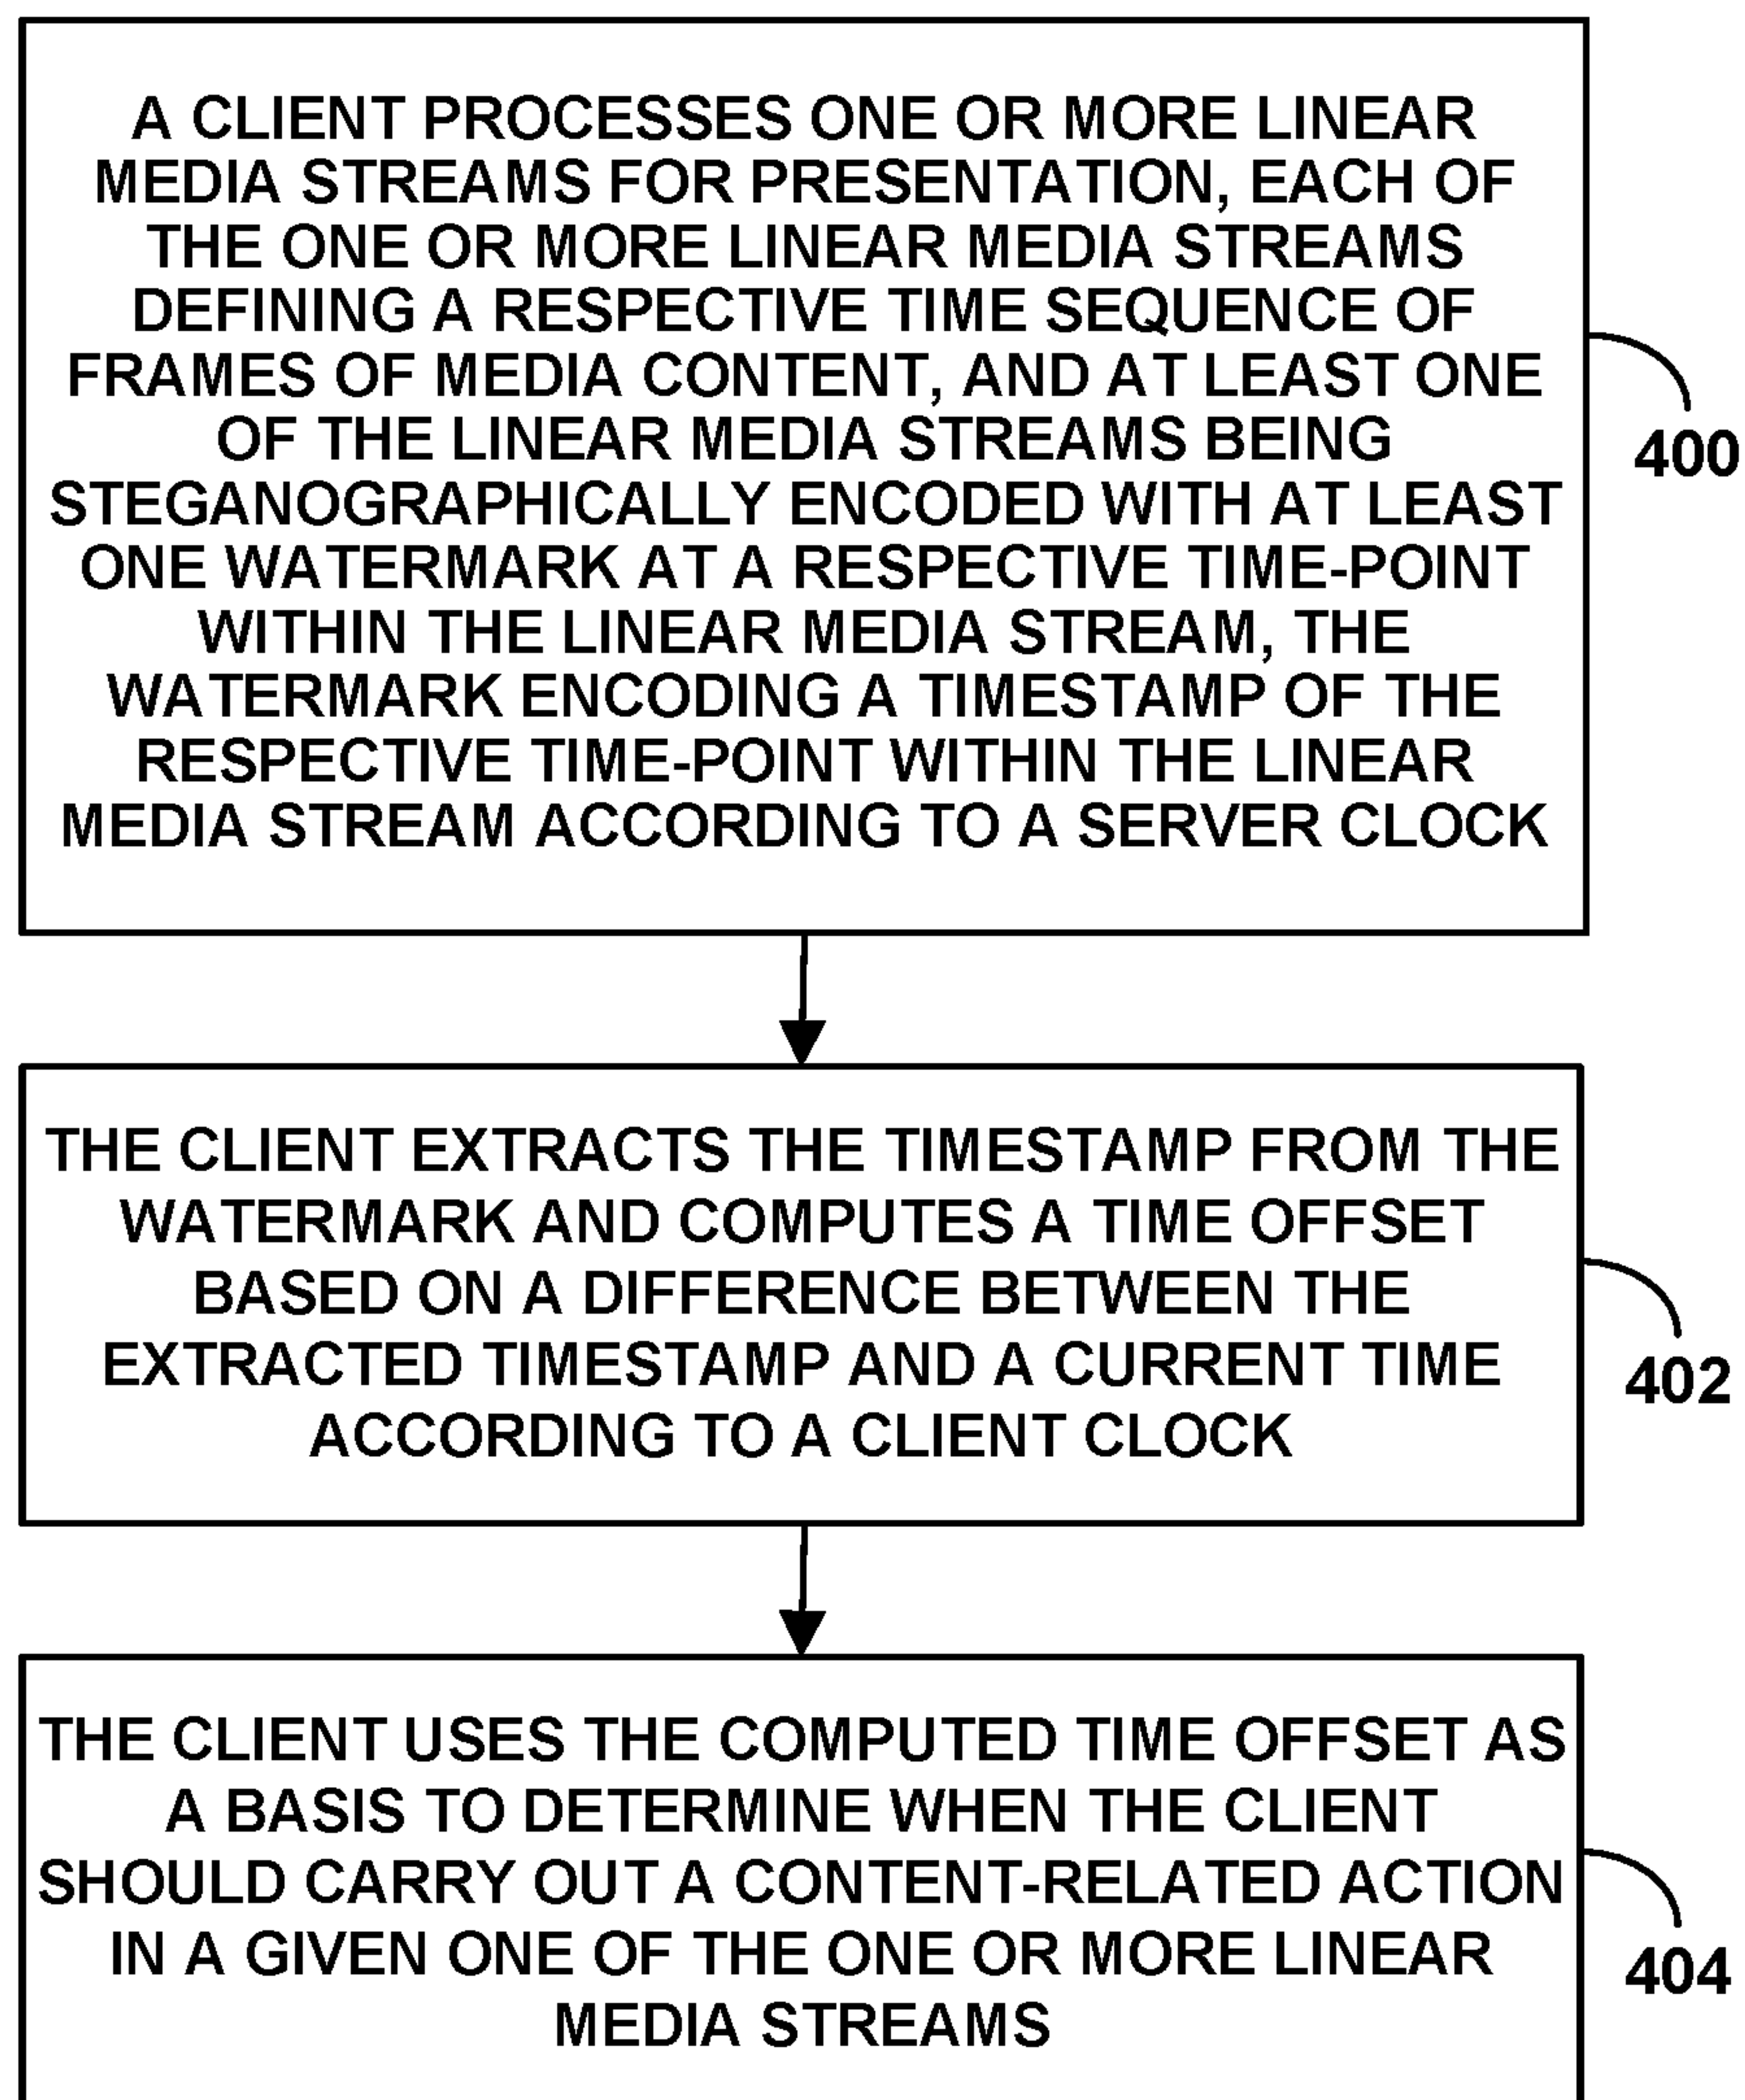 A CLIENT PROCESSES ONE OR MORE LINEAR
MEDIA STREAMS FOR PRESENTATION, EACH OF
THE ONE OR MORE LINEAR MEDIA STREAMS
DEFINING A RESPECTIVE TIME SEQUENCE OF
FRAMES OF MEDIA CONTENT, AND AT LEAST ONE
OF THE LINEAR MEDIA STREAMS BEING
STEGANOGRAPHICALLY ENCODED WITH AT LEAST
ONE WATERMARK AT A RESPECTIVE TIME-POINT
WITHIN THE LINEAR MEDIA STREAM, THE
WATERMARK ENCODING A TIMESTAMP OF THE
RESPECTIVE TIME-POINT WITHIN THE LINEAR
MEDIA STREAM ACCORDING TO A SERVER CLOCK
400
THE CLIENT EXTRACTS THE TIMESTAMP FROM THE
WATERMARK AND COMPUTES A TIME OFFSET
BASED ON A DIFFERENCE BETWEEN THE
EXTRACTED TIMESTAMP AND A CURRENT TIME
ACCORDING TO A CLIENT CLOCK
402
THE CLIENT USES THE COMPUTED TIME OFFSET AS
A BASIS TO DETERMINE WHEN THE CLIENT
SHOULD CARRY OUT A CONTENT-RELATED ACTION
IN A GIVEN ONE OF THE ONE OR MORE LINEAR
MEDIA STREAMS
404